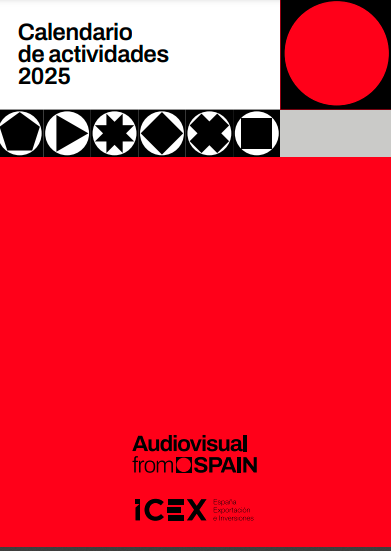 Calendario
de actividades
2025
Audiovisual
from SPAIN
iCEX España
Exportación
e Inversiones